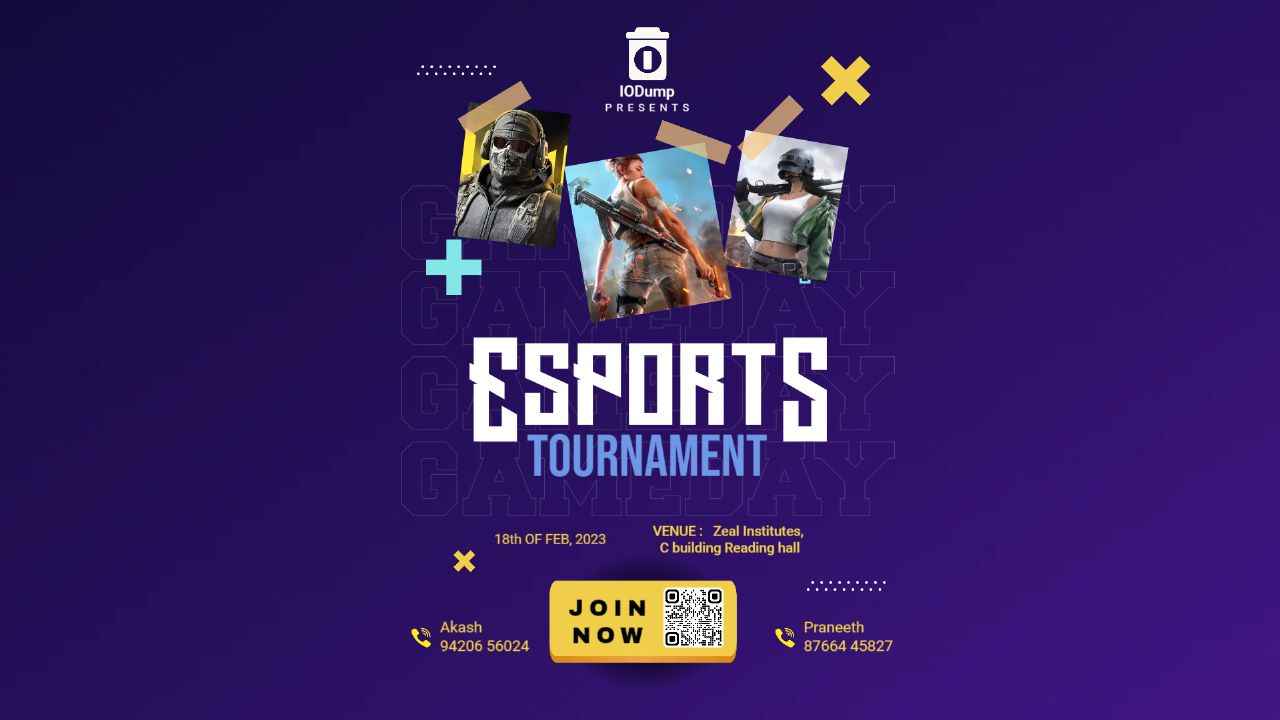 IODump
PRESENTS
GAMEDAY
GAMEDAY
GAMEDAY
GAMEDAY
ESPORTS
TOURNAMENT
18th OF FEB, 2023
VENUE : Zeal Institutes,
C building Reading hall
JOIN
NOW
Akash
94206 56024
Praneeth
87664 45827